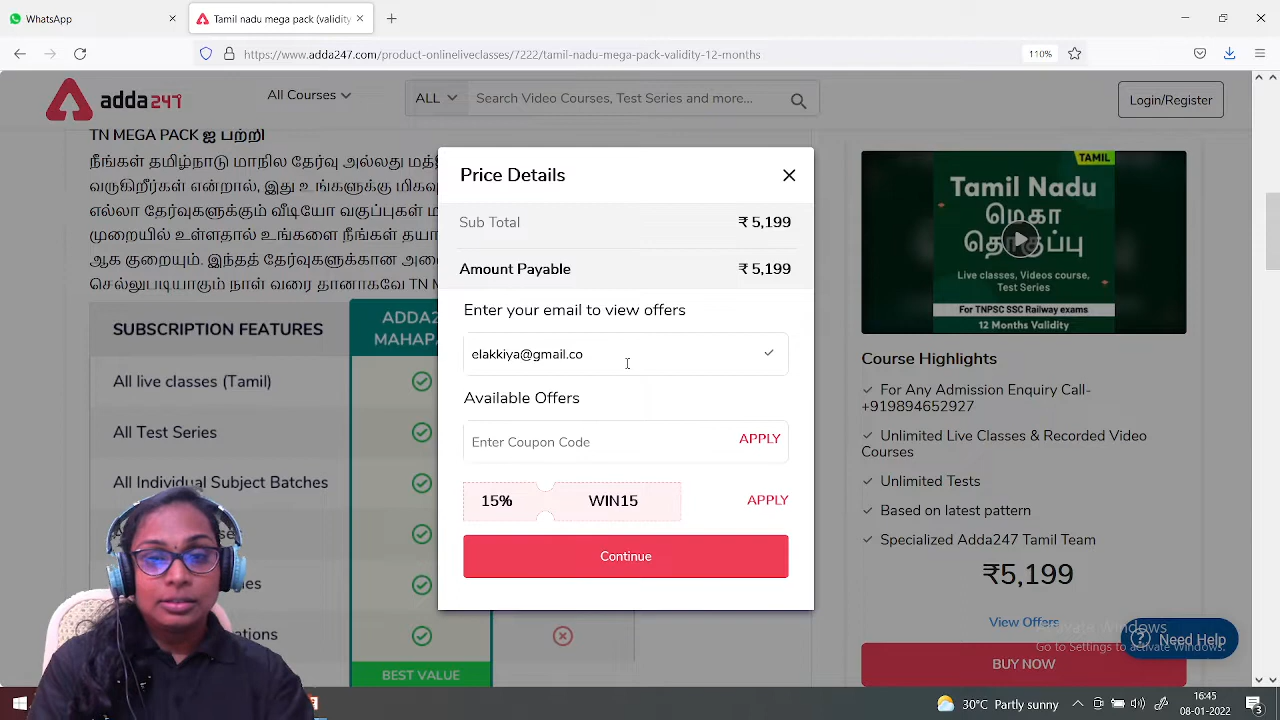 WhatsApp
Tamil nadu mega pack (validity
https://www.adda247.com/product-onlineliveclasses/7222/tamil-nadu-mega-pack-validity-12-months
110%
adda247
All Courses
ALL
Search Video Courses, Test Series and more...
Login/Register
TN MEGA PACK ஐ பற்றி
நீங்கள் தமிழ்நாடு மாநில தேர்வு அல்லது
SUBSCRIPTION FEATURES
ADDA2
MAHAPA
All live classes (Tamil)
All Test Series
All Individual Subject Batches
BEST VALUE
Price Details
Sub Total
₹ 5,199
Amount Payable
₹ 5,199
Enter your email to view offers
elakkiya@gmail.co
Available Offers
Enter Coupon Code
APPLY
15%
WIN15
APPLY
Continue
TAMIL
Tamil Nadu
மெகா
தொகுப்பு
Live classes, Videos course,
Test Series
For TNPSC SSC Railway exams
12 Months Validity
Course Highlights
For Any Admission Enquiry Call-
+919894652927
Unlimited Live Classes & Recorded Video
Courses
Unlimited Tests
Based on latest pattern
Specialized Adda247 Tamil Team
₹5,199
View Offers
Activate Windows
Go to Settings to activate Windows.
Need Help
BUY NOW
30°C Partly sunny
16:45
08-01-2022